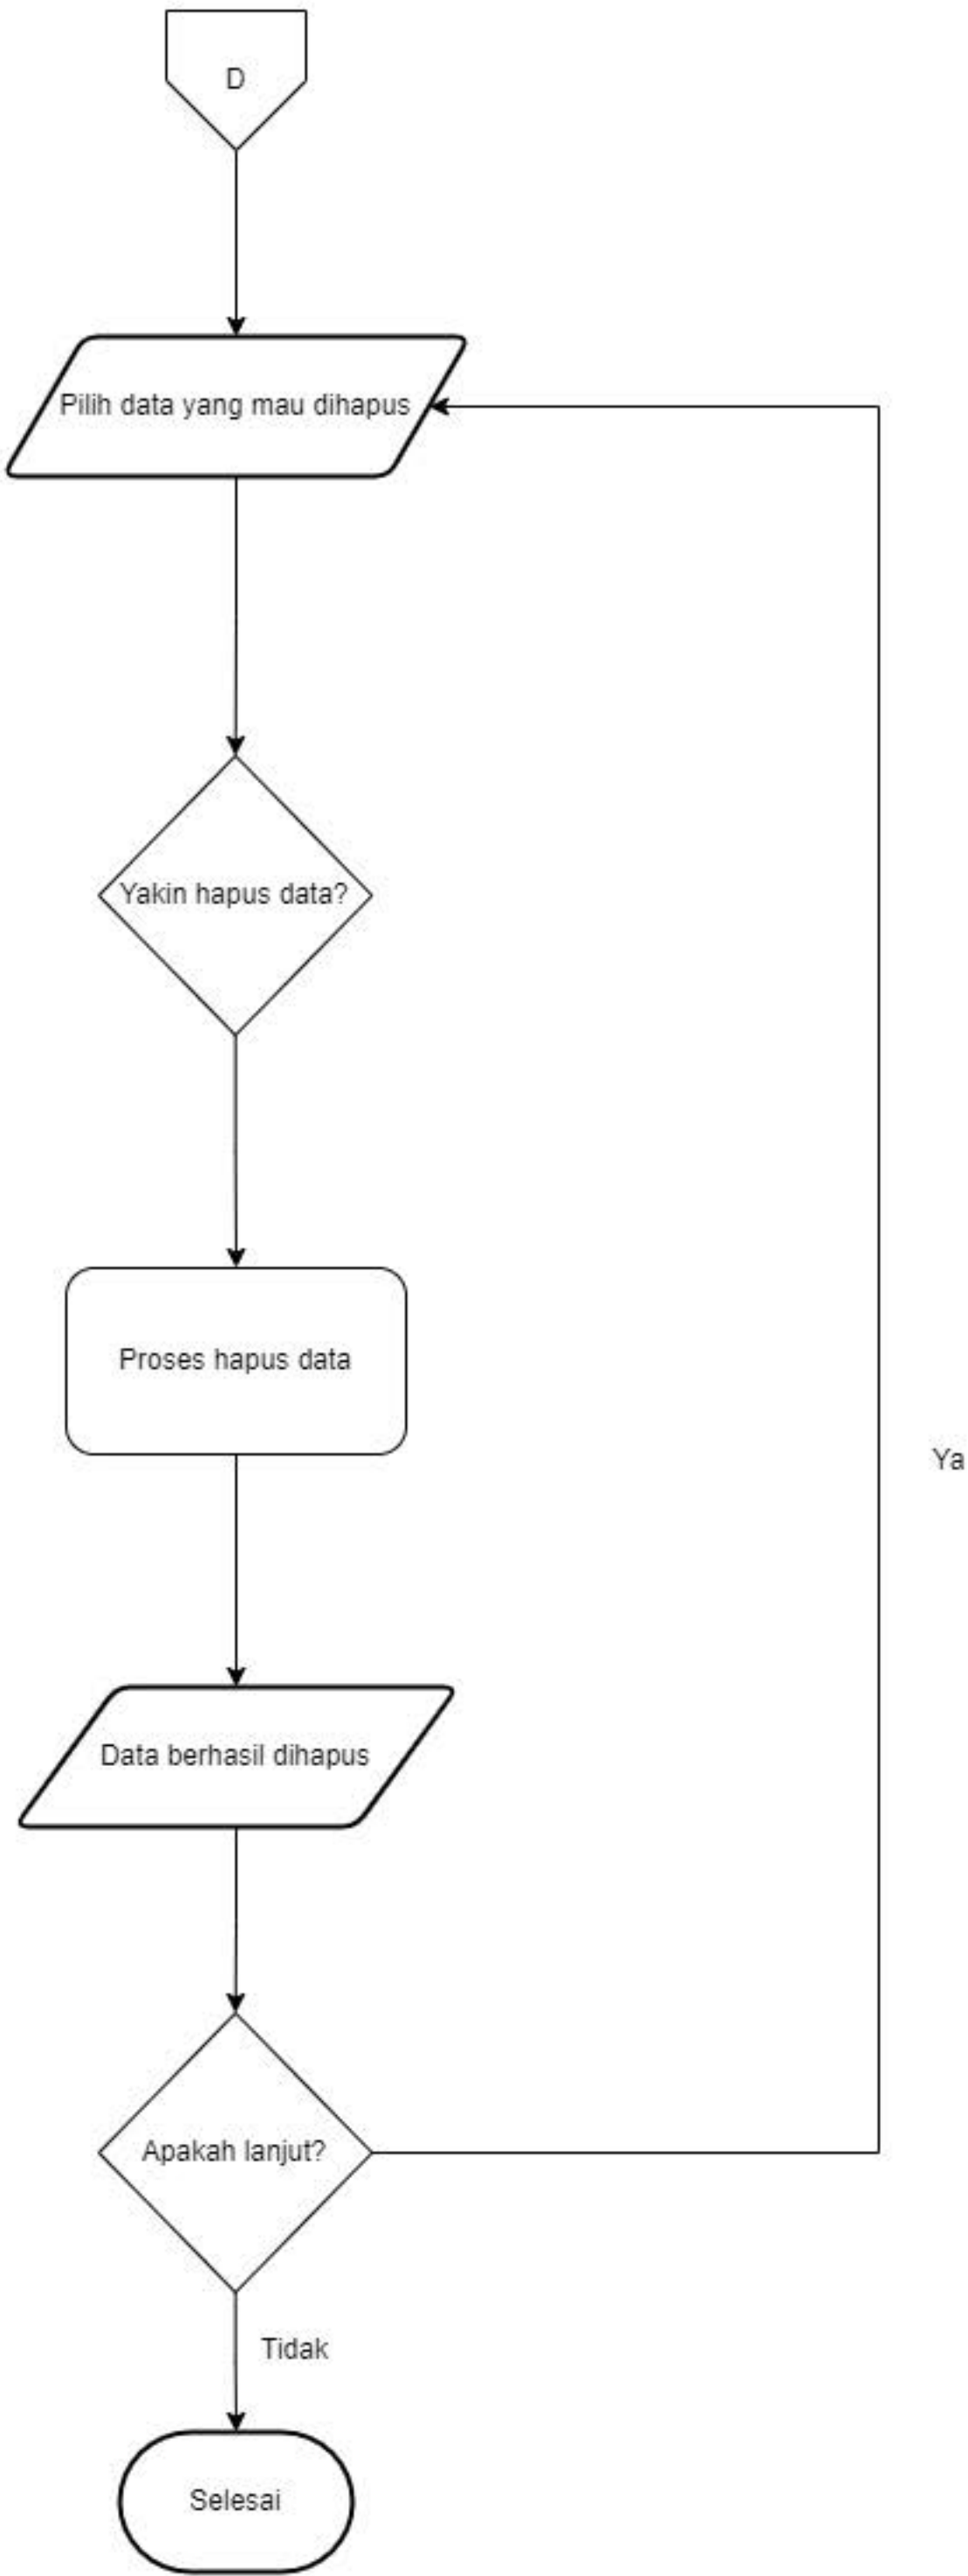 D
Pilih data yang mau dihapus
Yakin hapus data?
Proses hapus data
Ya
Data berhasil dihapus
Apakah lanjut?
Tidak
Selesai